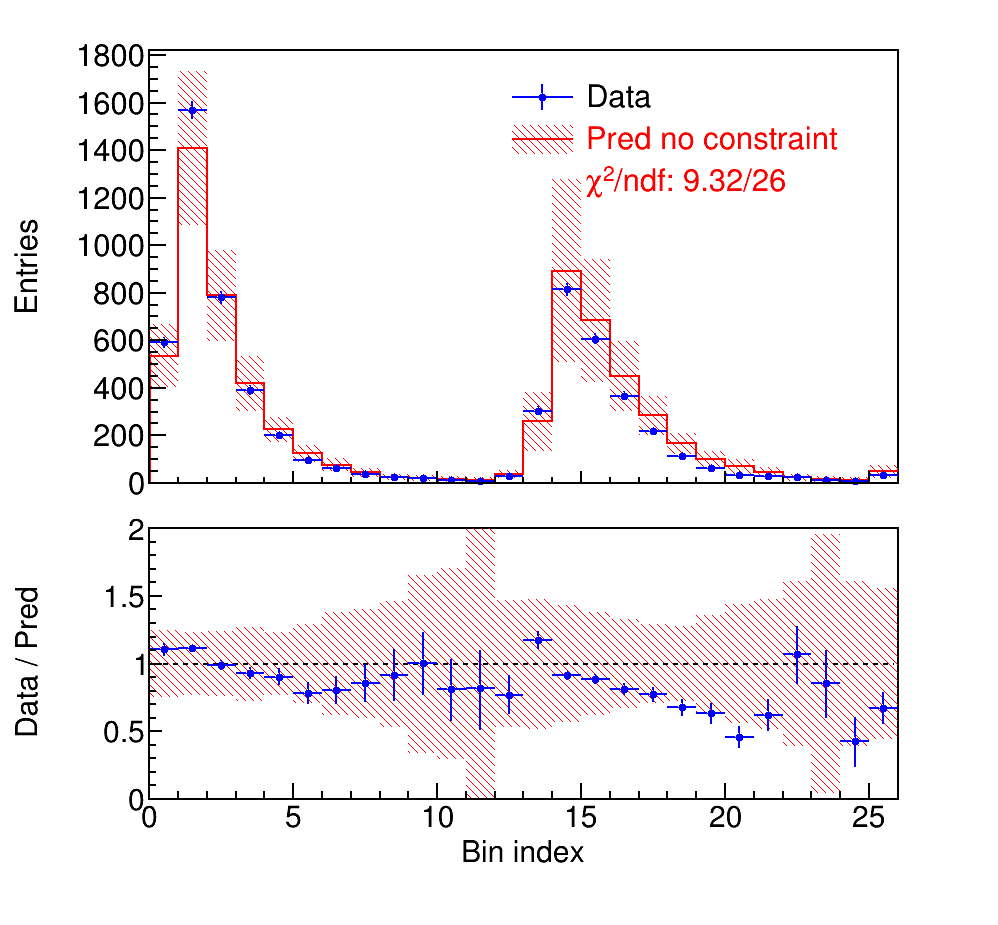 1800
1600
1400
1200
1000
800
600
400
200
0
Entries
Data
Pred no constraint
χ²/ndf: 9.32/26
2
1.5
1
0.5
0
Data / Pred
0 5 10 15 20 25
Bin index